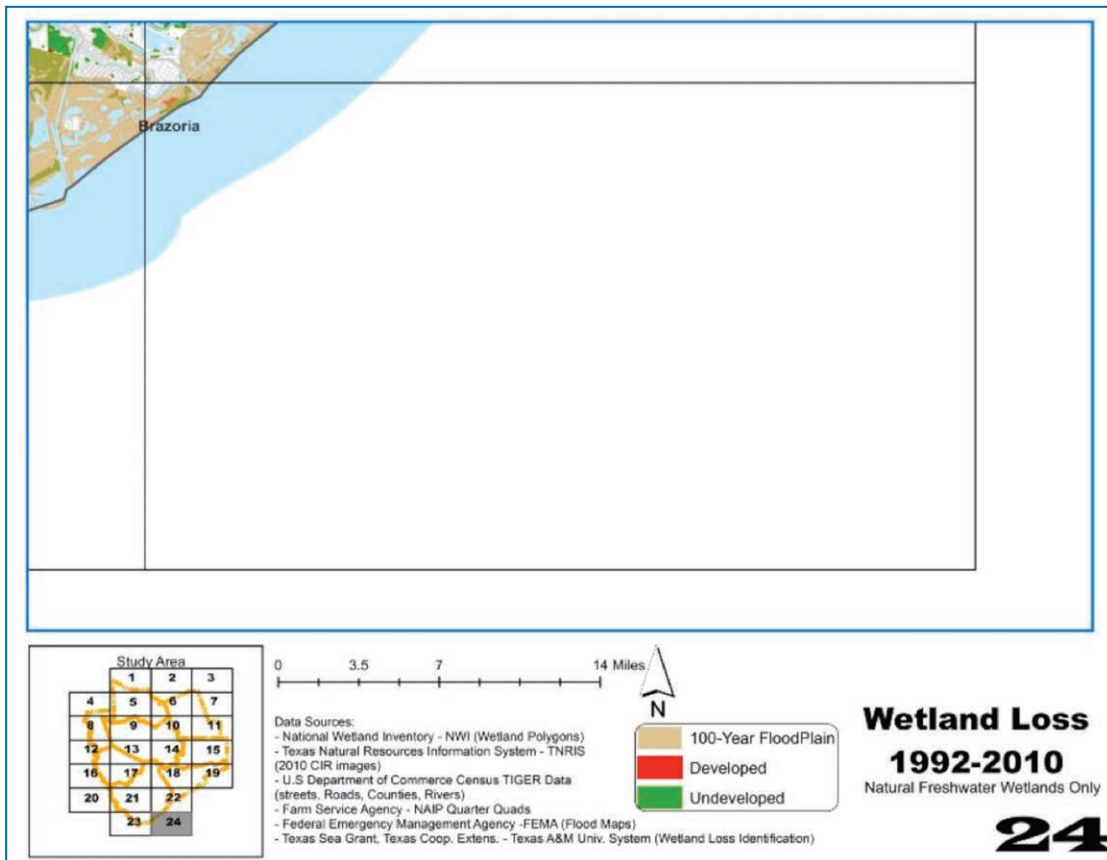 Brazoria
Study Area
1 2 3
4 5 6 7
8 9 10 11
12 13 14 15
16 17 18 19
20 21 22
23 24
0 3.5 7 14 Miles
N
Data Sources:
- National Wetland Inventory - NWI (Wetland Polygons)
- Texas Natural Resources Information System - TNRIS
(2010 CIR images)
- U.S Department of Commerce Census TIGER Data
(streets, Roads, Counties, Rivers)
- Farm Service Agency - NAIP Quarter Quads
- Federal Emergency Management Agency -FEMA (Flood Maps)
- Texas Sea Grant, Texas Coop. Extens. - Texas A&M Univ. System (Wetland Loss Identification)
100-Year FloodPlain
Developed
Undeveloped
Wetland Loss
1992-2010
Natural Freshwater Wetlands Only
24